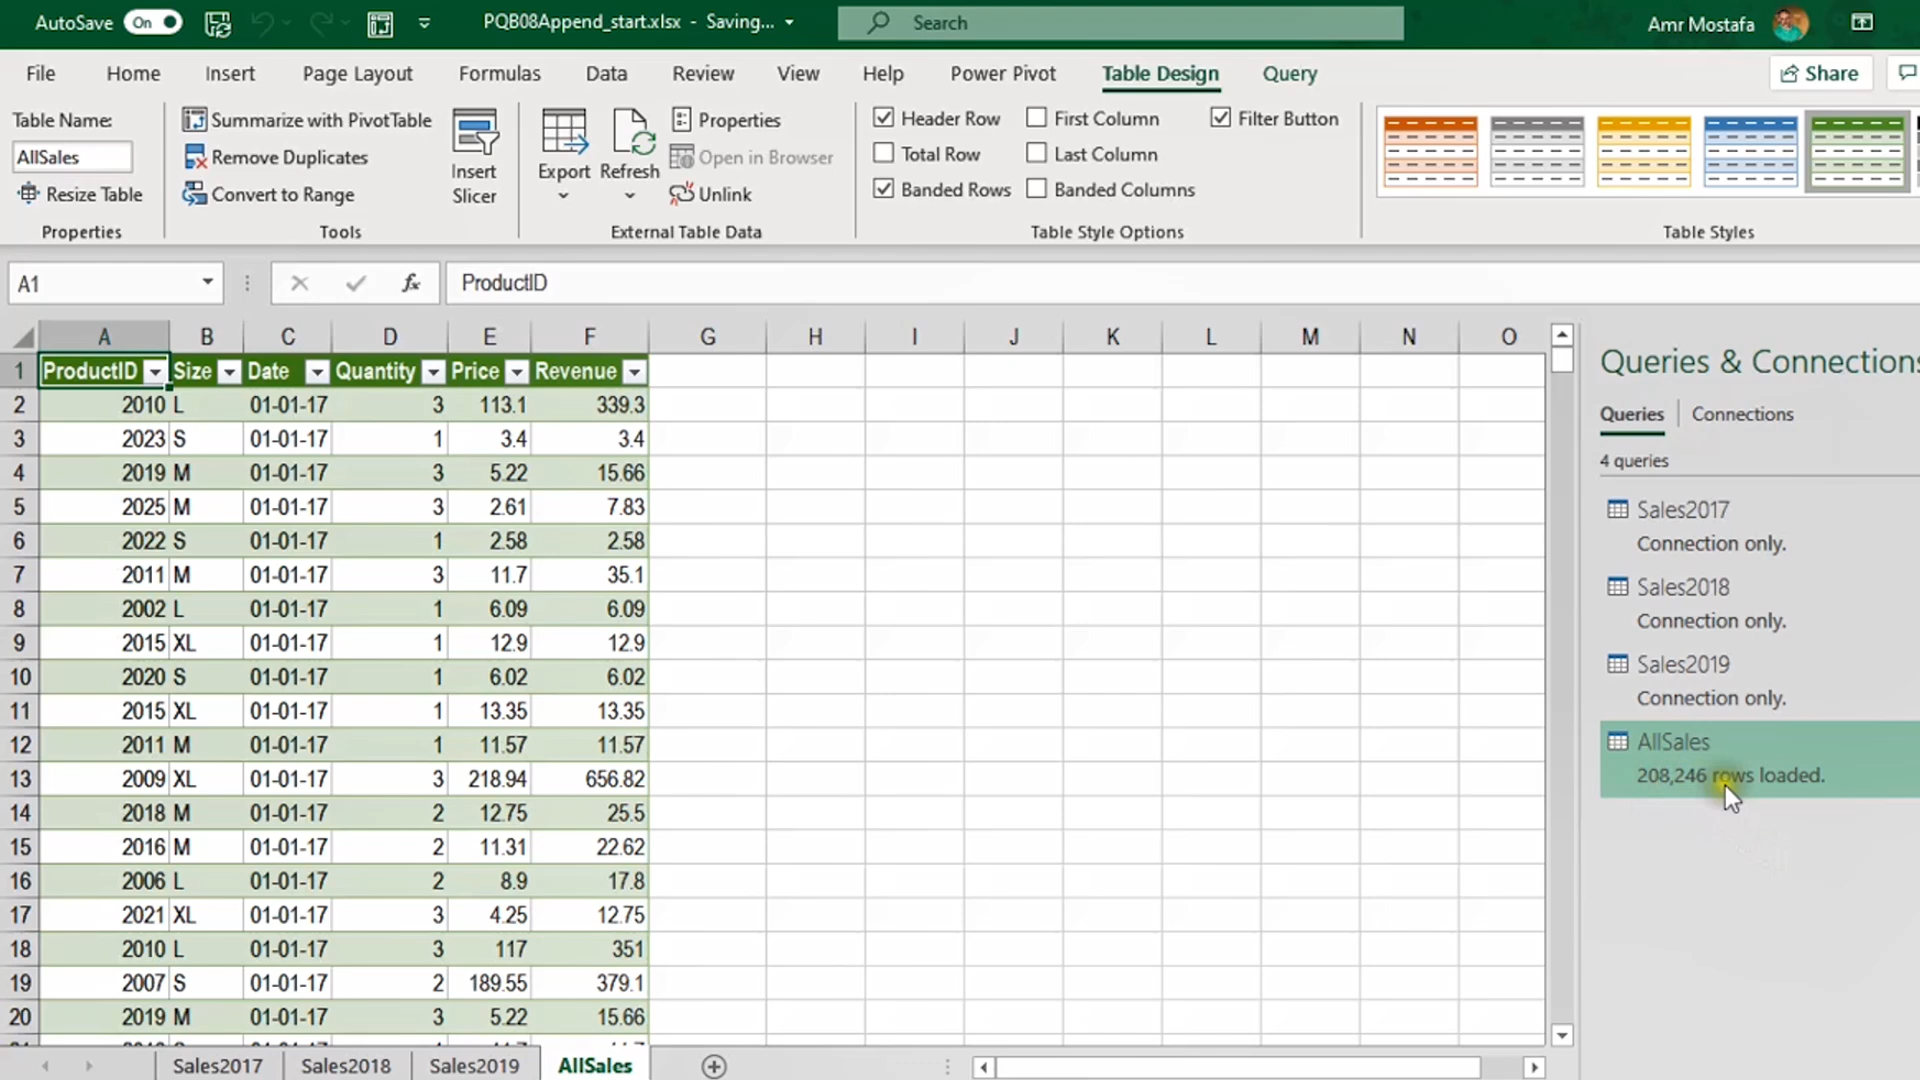 AutoSave On PQB08Append_start.xlsx - Saving... Search Amr Mostafa
File Home Insert Page Layout Formulas Data Review View Help Power Pivot Table Design Query Share
Table Name:
AllSales
Resize Table
Properties
Summarize with PivotTable
Remove Duplicates
Convert to Range
Insert
Slicer
Tools
Export
Refresh
Properties
Open in Browser
Unlink
External Table Data
Header Row First Column Filter Button
Total Row Last Column
Banded Rows Banded Columns
Table Style Options
Table Styles
A1 fx ProductID
A B C D E F G H I J K L M N O
1 ProductID Size Date Quantity Price Revenue
2 2010 L 01-01-17 3 113.1 339.3
3 2023 S 01-01-17 1 3.4 3.4
4 2019 M 01-01-17 3 5.22 15.66
5 2025 M 01-01-17 3 2.61 7.83
6 2022 S 01-01-17 1 2.58 2.58
7 2011 M 01-01-17 3 11.7 35.1
8 2002 L 01-01-17 1 6.09 6.09
9 2015 XL 01-01-17 1 12.9 12.9
10 2020 S 01-01-17 1 6.02 6.02
11 2015 XL 01-01-17 1 13.35 13.35
12 2011 M 01-01-17 1 11.57 11.57
13 2009 XL 01-01-17 3 218.94 656.82
14 2018 M 01-01-17 2 12.75 25.5
15 2016 M 01-01-17 2 11.31 22.62
16 2006 L 01-01-17 2 8.9 17.8
17 2021 XL 01-01-17 3 4.25 12.75
18 2010 L 01-01-17 3 117 351
19 2007 S 01-01-17 2 189.55 379.1
20 2019 M 01-01-17 3 5.22 15.66
Sales2017 Sales2018 Sales2019 AllSales
Queries & Connections
Queries Connections
4 queries
Sales2017
Connection only.
Sales2018
Connection only.
Sales2019
Connection only.
AllSales
208,246 rows loaded.